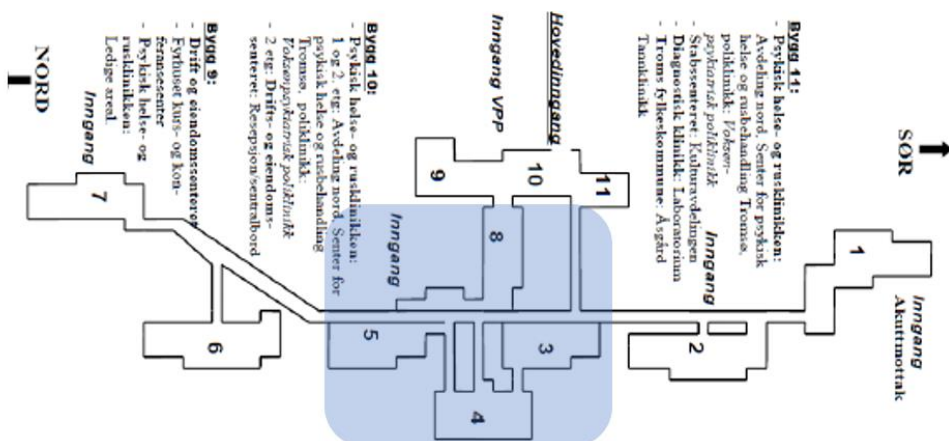 Bygg 11:
- Psykisk helse- og rusklinikken:
Avdeling nord, Senter for psykisk
helse og rusbehandling Tromsø,
poliklinikk: Voksen-
psykiatrisk poliklinikk
- Stabssenteret: Kulturavdelingen
- Diagnostisk klinikk: Laboratorium
- Troms fylkeskommune: Åsgård
Tannklinikk
SØR
Hovedinngang
Inngang VPP
Bygg 10:
- Psykisk helse- og rusklinikken:
1 og 2. etg: Avdeling nord, Senter for
psykisk helse og rusbehandling
Tromsø, poliklinikk:
Voksenpsykiatrisk poliklinikk
- 2 etg: Drifts- og eiendoms-
senteret: Resepsjon/sentralbord
Bygg 9:
- Drift og eiendomssenteret
- Fyrhuset kurs- og kon-
feransesenter
- Psykisk helse- og
rusklinikken:
Ledige areal.
NORD
Inngang
Inngang
Inngang
Inngang
Akuttmottak
1
2
3
4
5
6
7
8
9
10
11